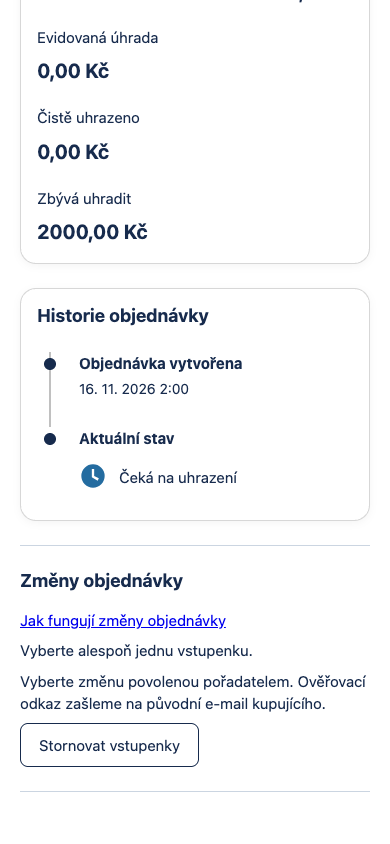 Evidovaná úhrada
0,00 Kč
Čistě uhrazeno
0,00 Kč
Zbývá uhradit
2000,00 Kč
Historie objednávky
Objednávka vytvořena
16. 11. 2026 2:00
Aktuální stav
Čeká na uhrazení
Změny objednávky
Jak fungují změny objednávky
Vyberte alespoň jednu vstupenku.
Vyberte změnu povolenou pořadatelem. Ověřovací
odkaz zašleme na původní e-mail kupujícího.
Stornovat vstupenky